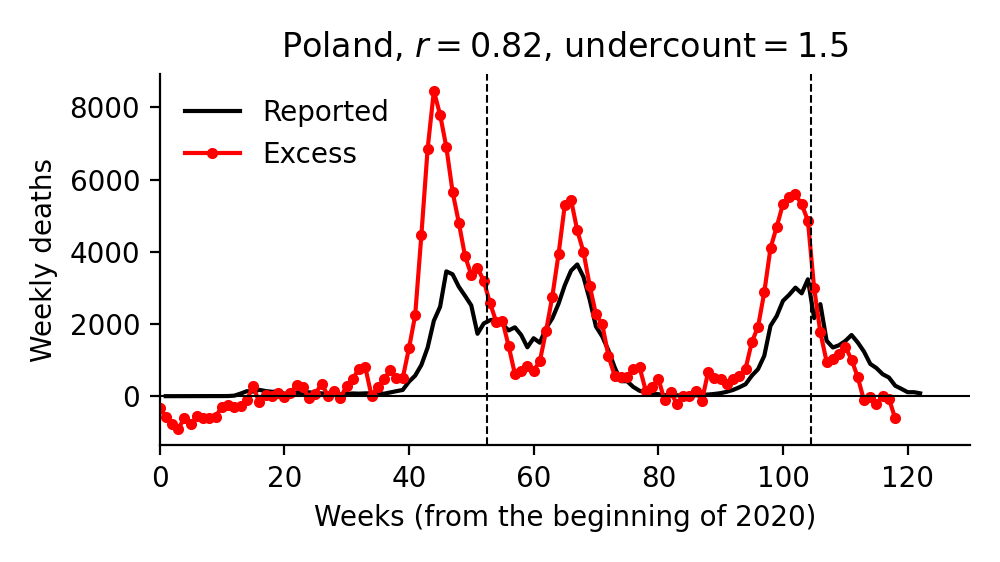 Poland, r = 0.82, undercount = 1.5
Reported
Excess
Weekly deaths
8000
6000
4000
2000
0
0 20 40 60 80 100 120
Weeks (from the beginning of 2020)